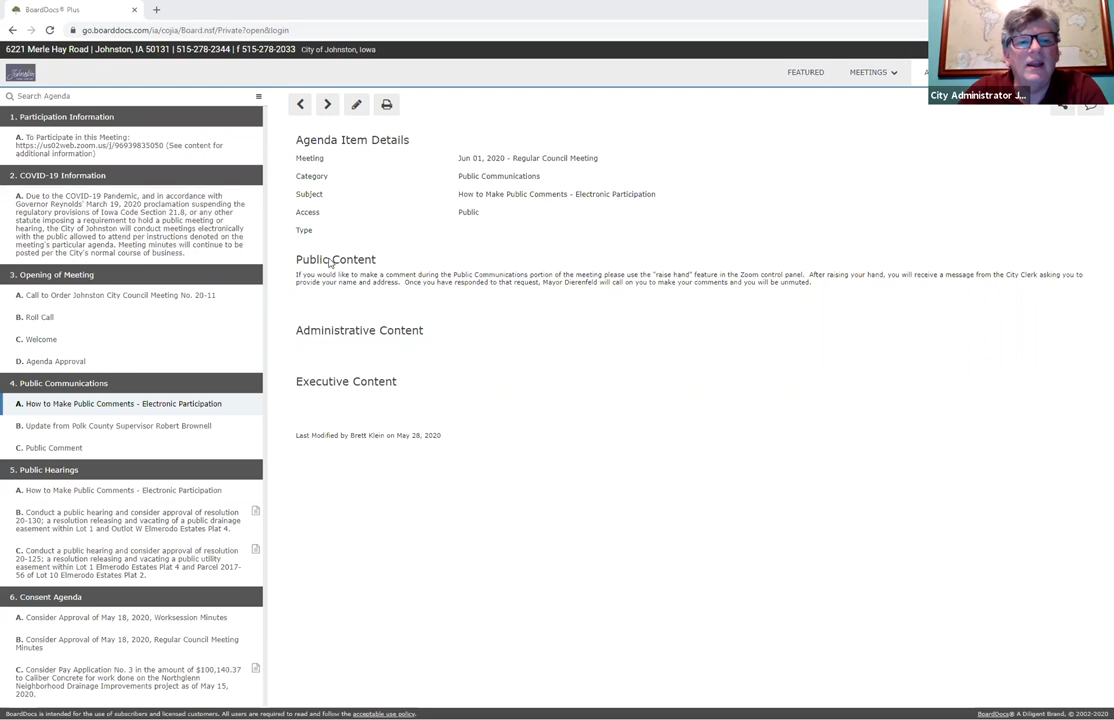 BoardDocs® Plus
go.boarddocs.com/ia/cojia/Board.nsf/Private?open&login
6221 Merle Hay Road | Johnston, IA 50131 | 515-278-2344 | f 515-278-2033 City of Johnston, Iowa
FEATURED
MEETINGS
A
City Administrator J...
Search Agenda
1. Participation Information
A. To Participate in this Meeting:
https://us02web.zoom.us/j/96939835050 (See content
for additional information)
2. COVID-19 Information
A. Due to the COVID-19 Pandemic, and in accordance with
Governor Reynolds' March 19, 2020 proclamation suspending
the regulatory provisions of Iowa Code Section 21.8, or any other
statute imposing a requirement to hold a public meeting or
hearing, the City of Johnston will conduct meetings electronically
with the public allowed to attend per instructions denoted on the
meeting's particular agenda. Meeting minutes will continue to be
posted per the City's normal course of business.
3. Opening of Meeting
A. Call to Order Johnston City Council Meeting No. 20-11
B. Roll Call
C. Welcome
D. Agenda Approval
4. Public Communications
A. How to Make Public Comments - Electronic Participation
B. Update from Polk County Supervisor Robert Brownell
C. Public Comment
5. Public Hearings
A. How to Make Public Comments - Electronic Participation
B. Conduct a public hearing and consider approval of resolution
20-130; a resolution releasing and vacating of a public drainage
easement within Lot 1 and Outlot W Elmerodo Estates Plat 4.
C. Conduct a public hearing and consider approval of resolution
20-125; a resolution releasing and vacating a public utility
easement within Lot 1 Elmerodo Estates Plat 4 and Parcel 2017-
56 of Lot 10 Elmerodo Estates Plat 2.
6. Consent Agenda
A. Consider Approval of May 18, 2020, Worksession Minutes
B. Consider Approval of May 18, 2020, Regular Council Meeting
Minutes
C. Consider Pay Application No. 3 in the amount of $100,140.37
to Caliber Concrete for work done on the Northglenn
Neighborhood Drainage Improvements project as of May 15,
2020.
Agenda Item Details
Meeting Jun 01, 2020 - Regular Council Meeting
Category Public Communications
Subject How to Make Public Comments - Electronic Participation
Access Public
Type
Public Content
If you would like to make a comment during the Public Communications portion of the meeting please use the "raise hand" feature in the Zoom control panel. After raising your hand, you will receive a message from the City Clerk asking you to
provide your name and address. Once you have responded to that request, Mayor Dierenfeld will call on you to make your comments and you will be unmuted.
Administrative Content
Executive Content
Last Modified by Brett Klein on May 28, 2020
BoardDocs is intended for the use of subscribers and licensed customers. All users are required to read and follow the acceptable use policy.
BoardDocs® A Diligent Brand, © 2002-2020